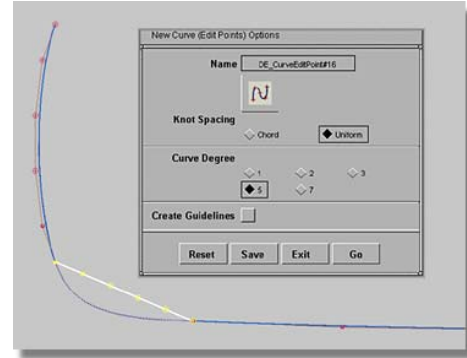 New Curve (Edit Points) Options
Name DE_CurveEditPoint#16
Knot Spacing
Chord Uniform
Curve Degree
1 2 3
5 7
Create Guidelines
Reset Save Exit Go